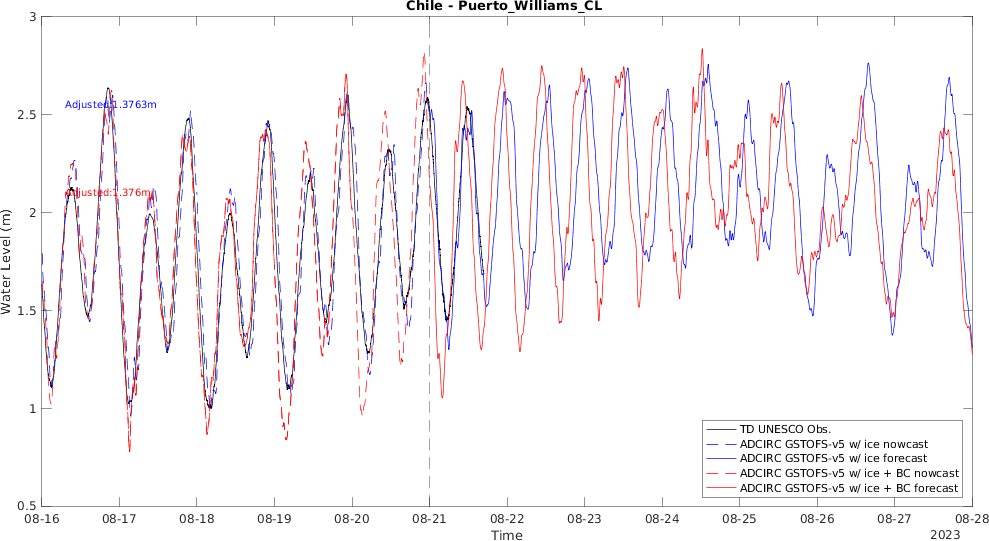 Chile - Puerto_Williams_CL
3
2.5
2
1.5
1
0.5
Water Level (m)
Adjusted:1.3763m
Adjusted:1.376m
TD UNESCO Obs.
ADCIRC GSTOFS-v5 w/ ice nowcast
ADCIRC GSTOFS-v5 w/ ice forecast
ADCIRC GSTOFS-v5 w/ ice + BC nowcast
ADCIRC GSTOFS-v5 w/ ice + BC forecast
08-16 08-17 08-18 08-19 08-20 08-21 08-22 08-23 08-24 08-25 08-26 08-27 08-28
Time
2023